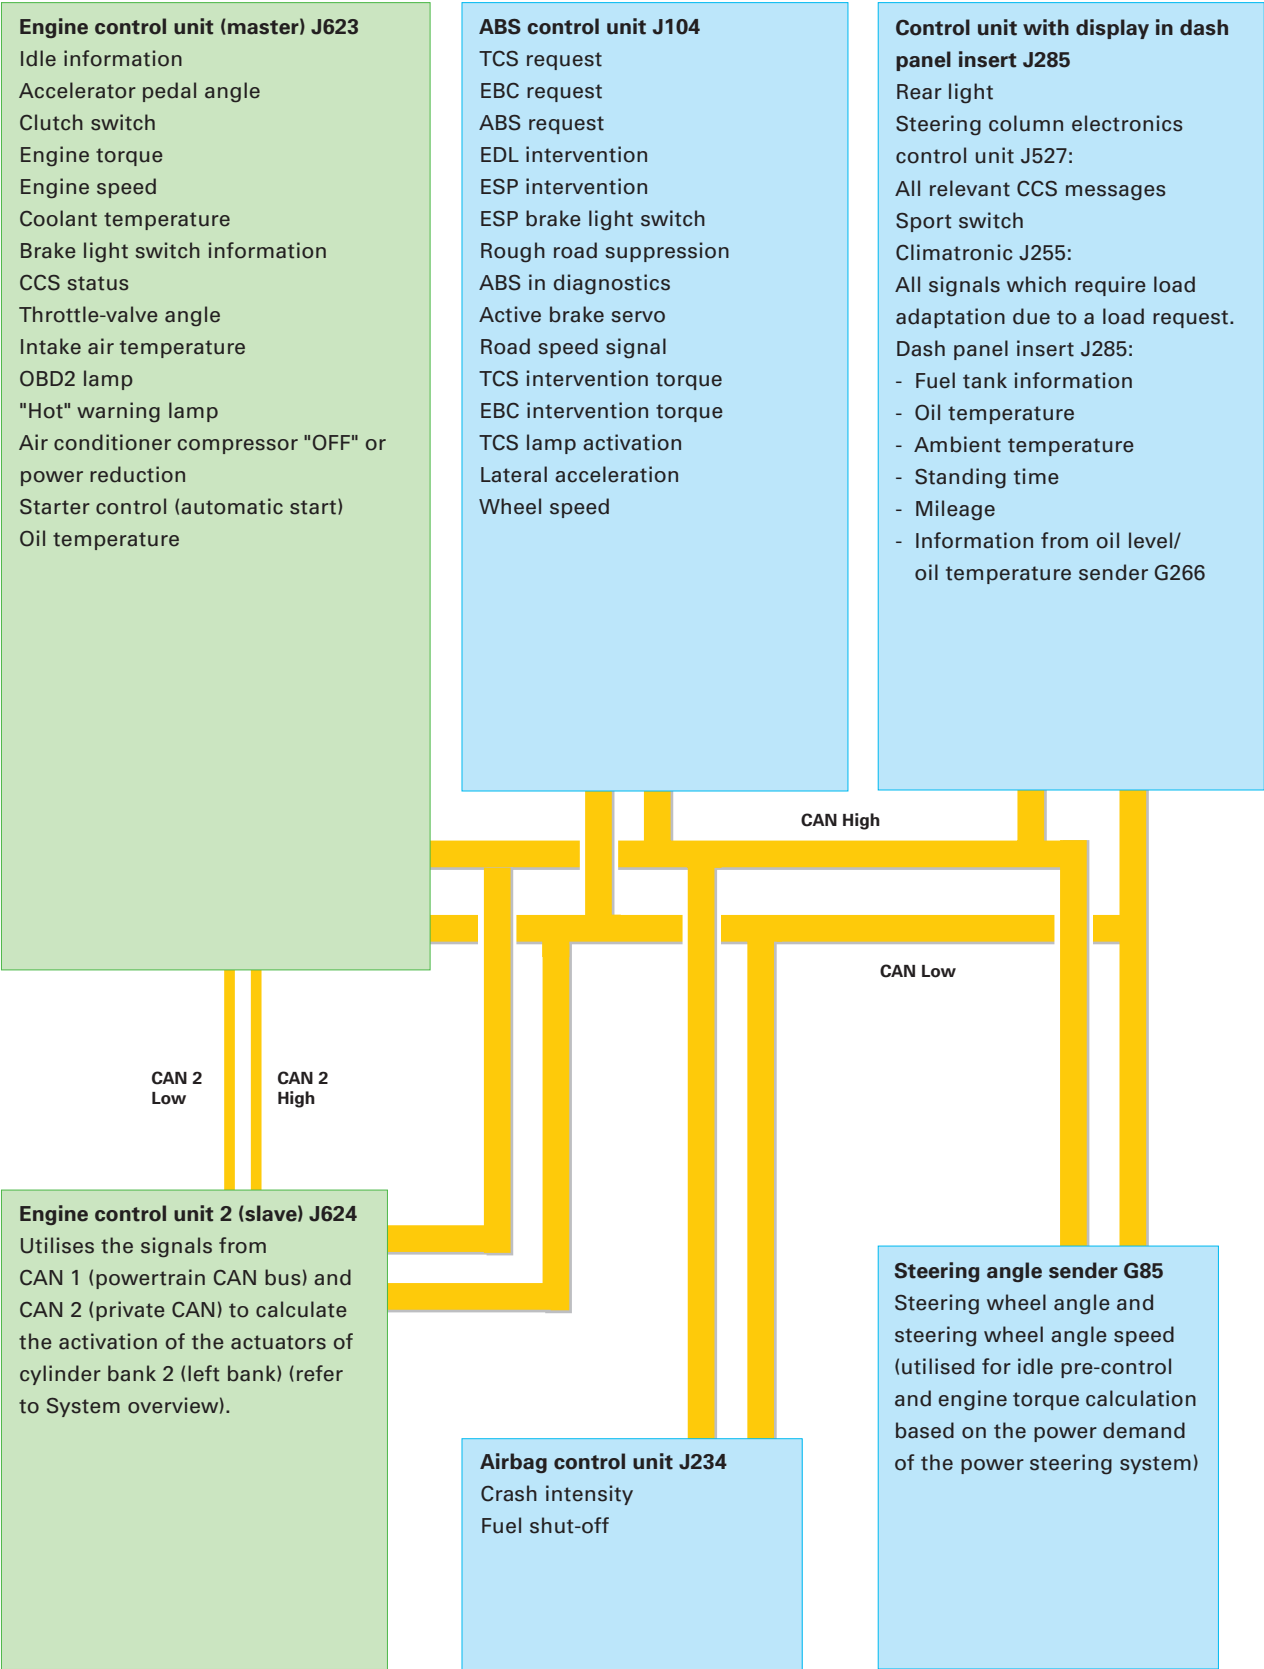 Engine control unit (master) J623
Idle information
Accelerator pedal angle
Clutch switch
Engine torque
Engine speed
Coolant temperature
Brake light switch information
CCS status
Throttle-valve angle
Intake air temperature
OBD2 lamp
"Hot" warning lamp
Air conditioner compressor "OFF" or
power reduction
Starter control (automatic start)
Oil temperature
ABS control unit J104
TCS request
EBC request
ABS request
EDL intervention
ESP intervention
ESP brake light switch
Rough road suppression
ABS in diagnostics
Active brake servo
Road speed signal
TCS intervention torque
EBC intervention torque
TCS lamp activation
Lateral acceleration
Wheel speed
Control unit with display in dash
panel insert J285
Rear light
Steering column electronics
control unit J527:
All relevant CCS messages
Sport switch
Climatronic J255:
All signals which require load
adaptation due to a load request.
Dash panel insert J285:
- Fuel tank information
- Oil temperature
- Ambient temperature
- Standing time
- Mileage
- Information from oil level/
oil temperature sender G266
CAN High
CAN Low
CAN 2
Low
CAN 2
High
Engine control unit 2 (slave) J624
Utilises the signals from
CAN 1 (powertrain CAN bus) and
CAN 2 (private CAN) to calculate
the activation of the actuators of
cylinder bank 2 (left bank) (refer
to System overview).
Airbag control unit J234
Crash intensity
Fuel shut-off
Steering angle sender G85
Steering wheel angle and
steering wheel angle speed
(utilised for idle pre-control
and engine torque calculation
based on the power demand
of the power steering system)